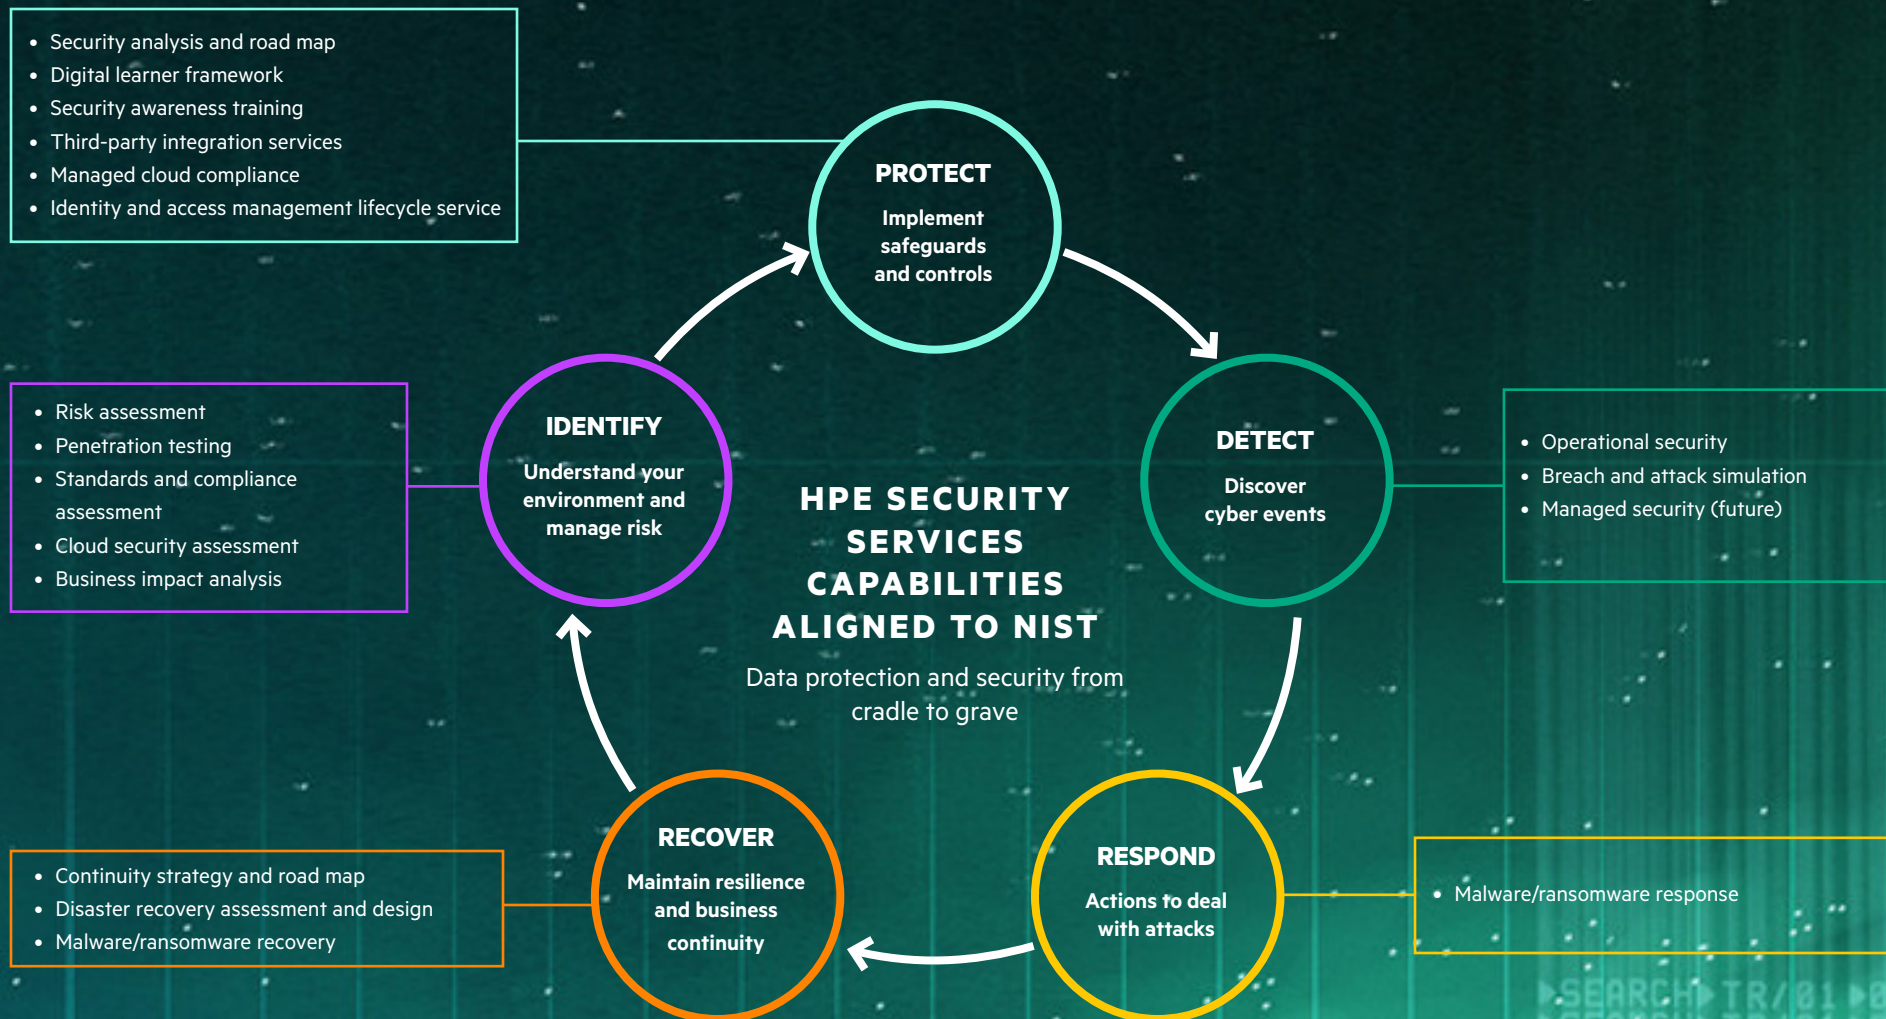 • Security analysis and road map
• Digital learner framework
• Security awareness training
• Third-party integration services
• Managed cloud compliance
• Identity and access management lifecycle service
PROTECT
Implement
safeguards
and controls
• Risk assessment
• Penetration testing
• Standards and compliance
assessment
• Cloud security assessment
• Business impact analysis
IDENTIFY
Understand your
environment and
manage risk
HPE SECURITY
SERVICES
CAPABILITIES
ALIGNED TO NIST
Data protection and security from
cradle to grave
DETECT
Discover
cyber events
• Operational security
• Breach and attack simulation
• Managed security (future)
• Continuity strategy and road map
• Disaster recovery assessment and design
• Malware/ransomware recovery
RECOVER
Maintain resilience
and business
continuity
RESPOND
Actions to deal
with attacks
• Malware/ransomware response
SEARCH TR/01